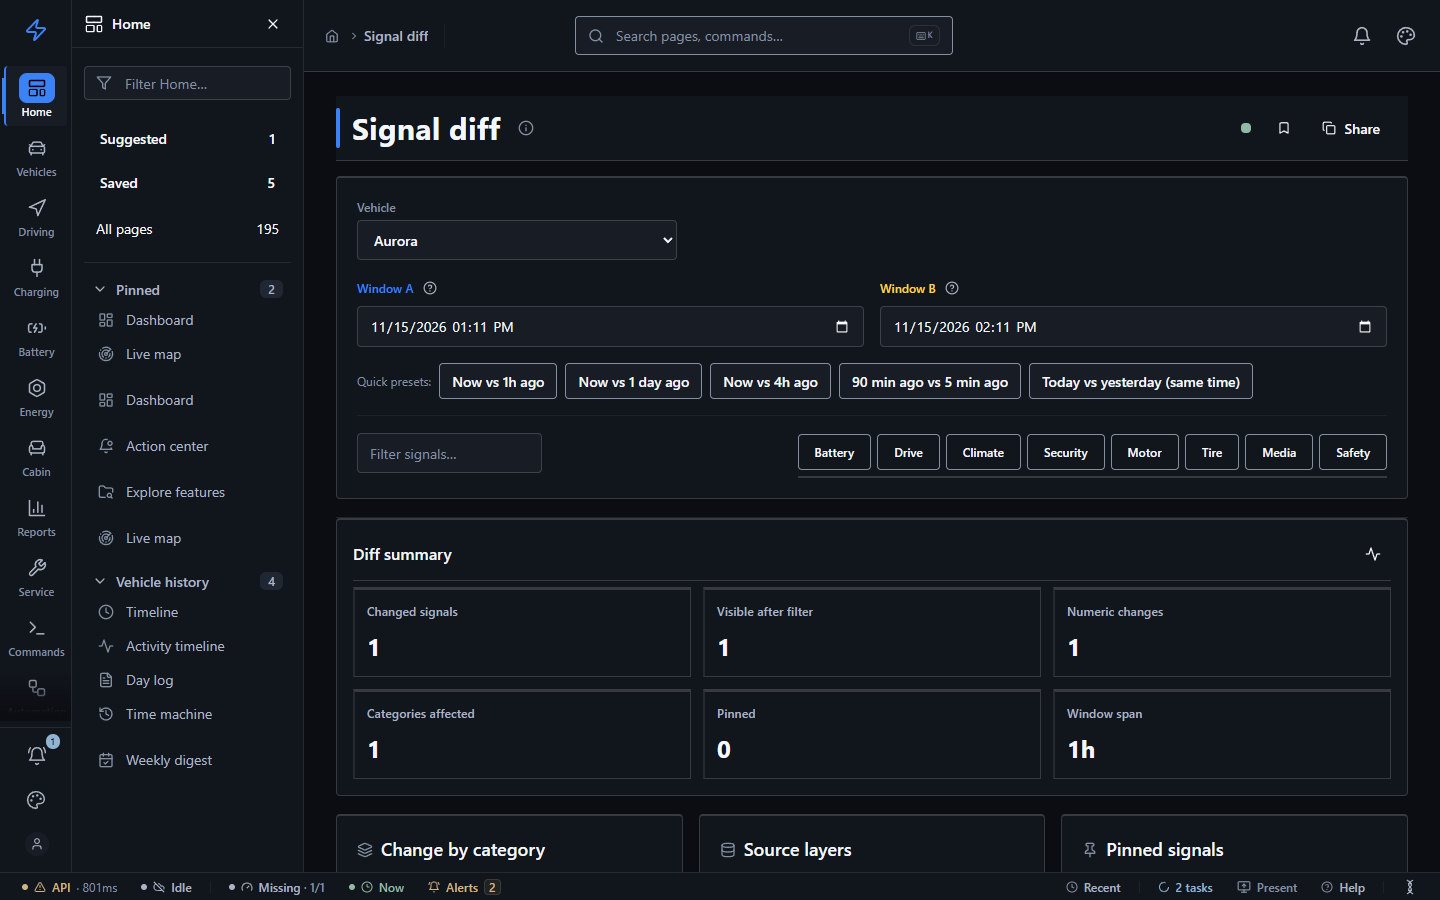 Home
Vehicles
Driving
Charging
Battery
Energy
Cabin
Reports
Service
Commands
1
Home
Filter Home...
Suggested 1
Saved 5
All pages 195
Pinned 2
Dashboard
Live map
Dashboard
Action center
Explore features
Live map
Vehicle history 4
Timeline
Activity timeline
Day log
Time machine
Weekly digest
Signal diff
Search pages, commands... K
Signal diff
Share
Vehicle
Aurora
Window A
11/15/2026 01:11 PM
Window B
11/15/2026 02:11 PM
Quick presets: Now vs 1h ago Now vs 1 day ago Now vs 4h ago 90 min ago vs 5 min ago Today vs yesterday (same time)
Filter signals...
Battery Drive Climate Security Motor Tire Media Safety
Diff summary
Changed signals
1
Visible after filter
1
Numeric changes
1
Categories affected
1
Pinned
0
Window span
1h
Change by category
Source layers
Pinned signals
API · 801ms Idle Missing · 1/1 Now Alerts 2 Recent 2 tasks Present Help